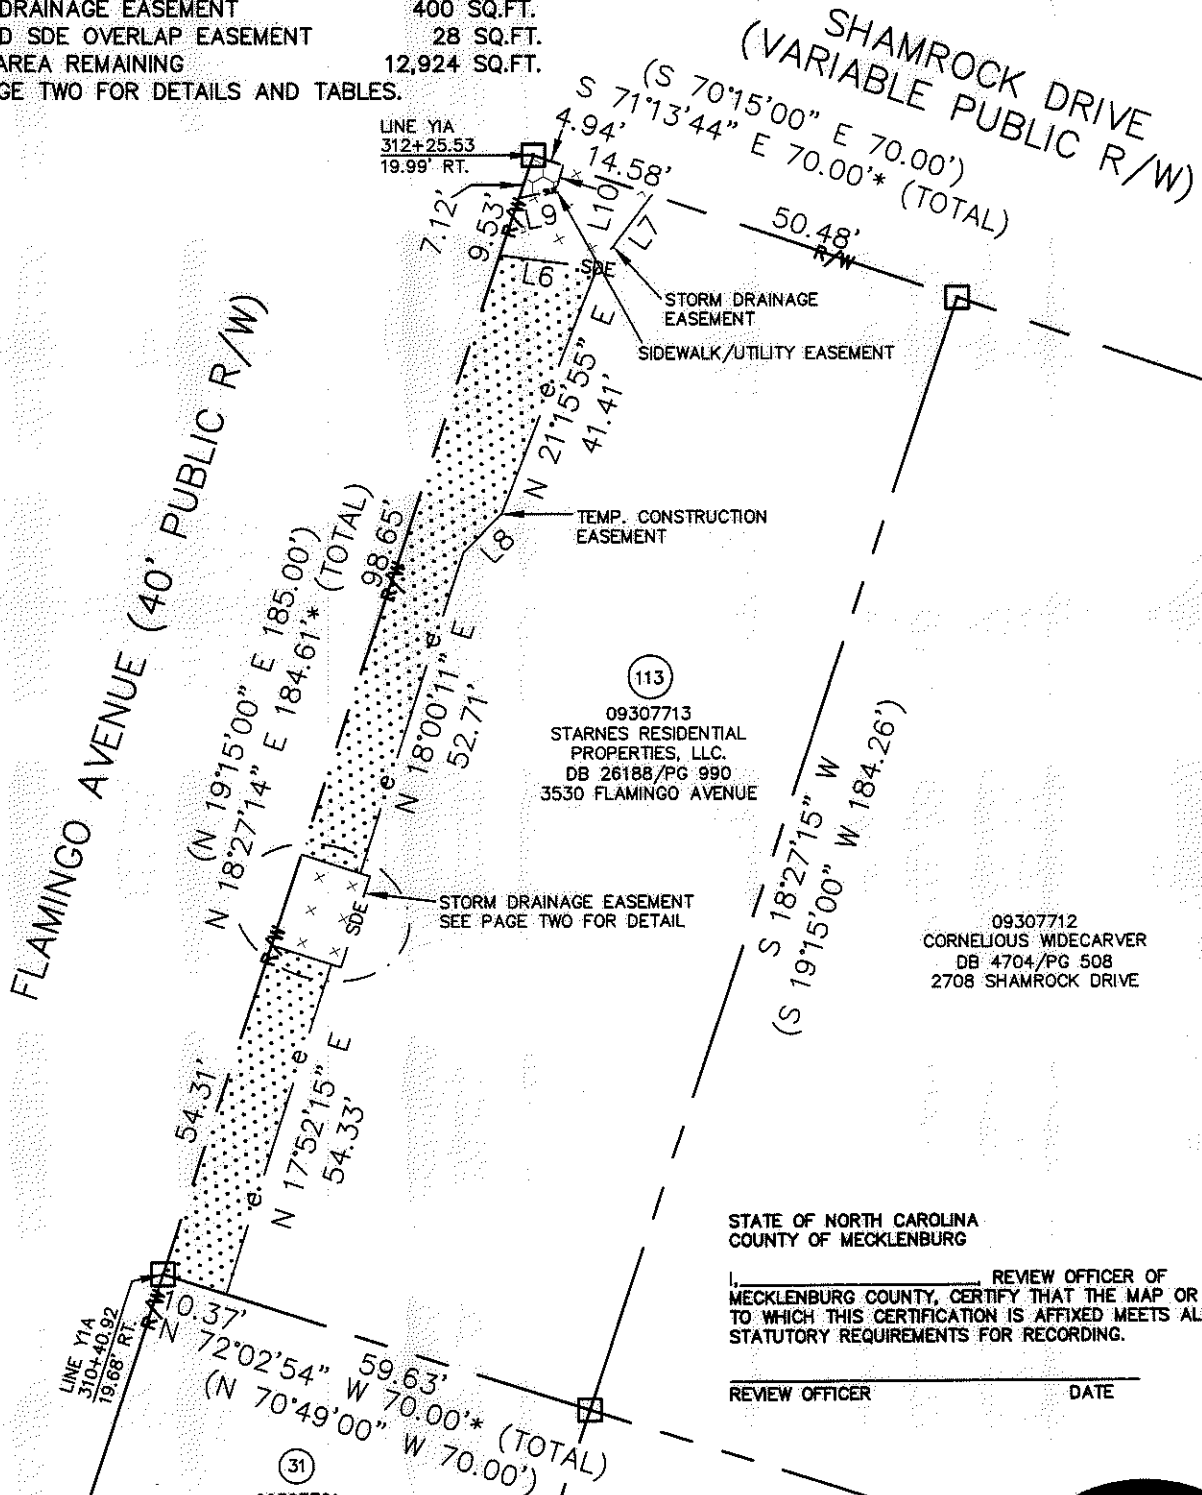 DRAINAGE EASEMENT 400 SQ.FT.
D SDE OVERLAP EASEMENT 28 SQ.FT.
AREA REMAINING 12,924 SQ.FT.
GE TWO FOR DETAILS AND TABLES.
SHAMROCK DRIVE
(VARIABLE PUBLIC R/W)
(S 70°15'00" E 70.00')
S 71°13'44" E 70.00'* (TOTAL)
LINE Y1A
312+25.53
19.99' RT.
4.94'
14.58'
50.48'
R/W
7.12'
9.53'
R/W
L9
L10
L7
L6
SDE
STORM DRAINAGE
EASEMENT
SIDEWALK/UTILITY EASEMENT
FLAMINGO AVENUE (40' PUBLIC R/W)
e
N 21°15'55" E
41.41'
TEMP. CONSTRUCTION
EASEMENT
L8
(N 19°15'00" E 185.00')
N 18°27'14" E 184.61'* (TOTAL)
98.65'
R/W
e
N 18°00'11" E
52.71'
e
113
09307713
STARNES RESIDENTIAL
PROPERTIES, LLC.
DB 26188/PG 990
3530 FLAMINGO AVENUE
S 18°27'15" W
(S 19°15'00" W 184.26')
STORM DRAINAGE EASEMENT
SEE PAGE TWO FOR DETAIL
SDE
R/W
09307712
CORNELIOUS WIDECARVER
DB 4704/PG 508
2708 SHAMROCK DRIVE
54.31'
e
N 17°52'15" E
54.33'
e
STATE OF NORTH CAROLINA
COUNTY OF MECKLENBURG
I, REVIEW OFFICER OF
MECKLENBURG COUNTY, CERTIFY THAT THE MAP OR
TO WHICH THIS CERTIFICATION IS AFFIXED MEETS AL
STATUTORY REQUIREMENTS FOR RECORDING.
REVIEW OFFICER DATE
LINE Y1A
310+40.92
19.68' RT.
R/W
10.37'
59.63'
N 72°02'54" W 70.00'* (TOTAL)
(N 70°49'00" W 70.00')
31